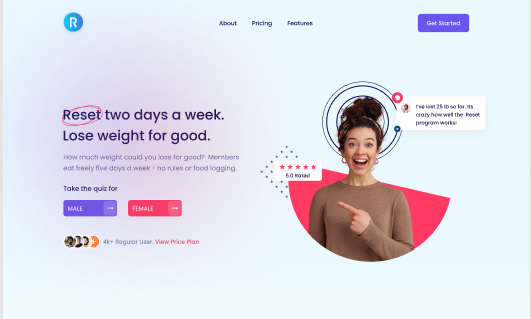 R
About Pricing Features
Get Started
Reset two days a week.
Lose weight for good.
How much weight could you lose for good? Members
eat freely five days a week - no rules or food logging.
Take the quiz for
MALE
FEMALE
4k+ Regular User. View Price Plan
I've lost 25 lb so far. Its
crazy how well the Reset
program works!
5.0 Rated